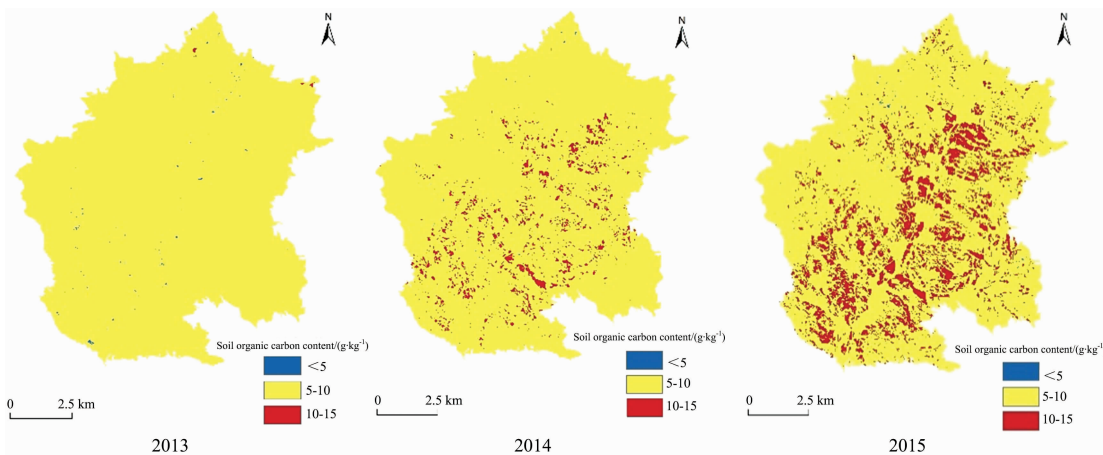 N
Soil organic carbon content/(g·kg⁻¹)
<5
5-10
10-15
0 2.5 km
2013
N
Soil organic carbon content/(g·kg⁻¹)
<5
5-10
10-15
0 2.5 km
2014
N
Soil organic carbon content/(g·kg⁻¹)
<5
5-10
10-15
0 2.5 km
2015